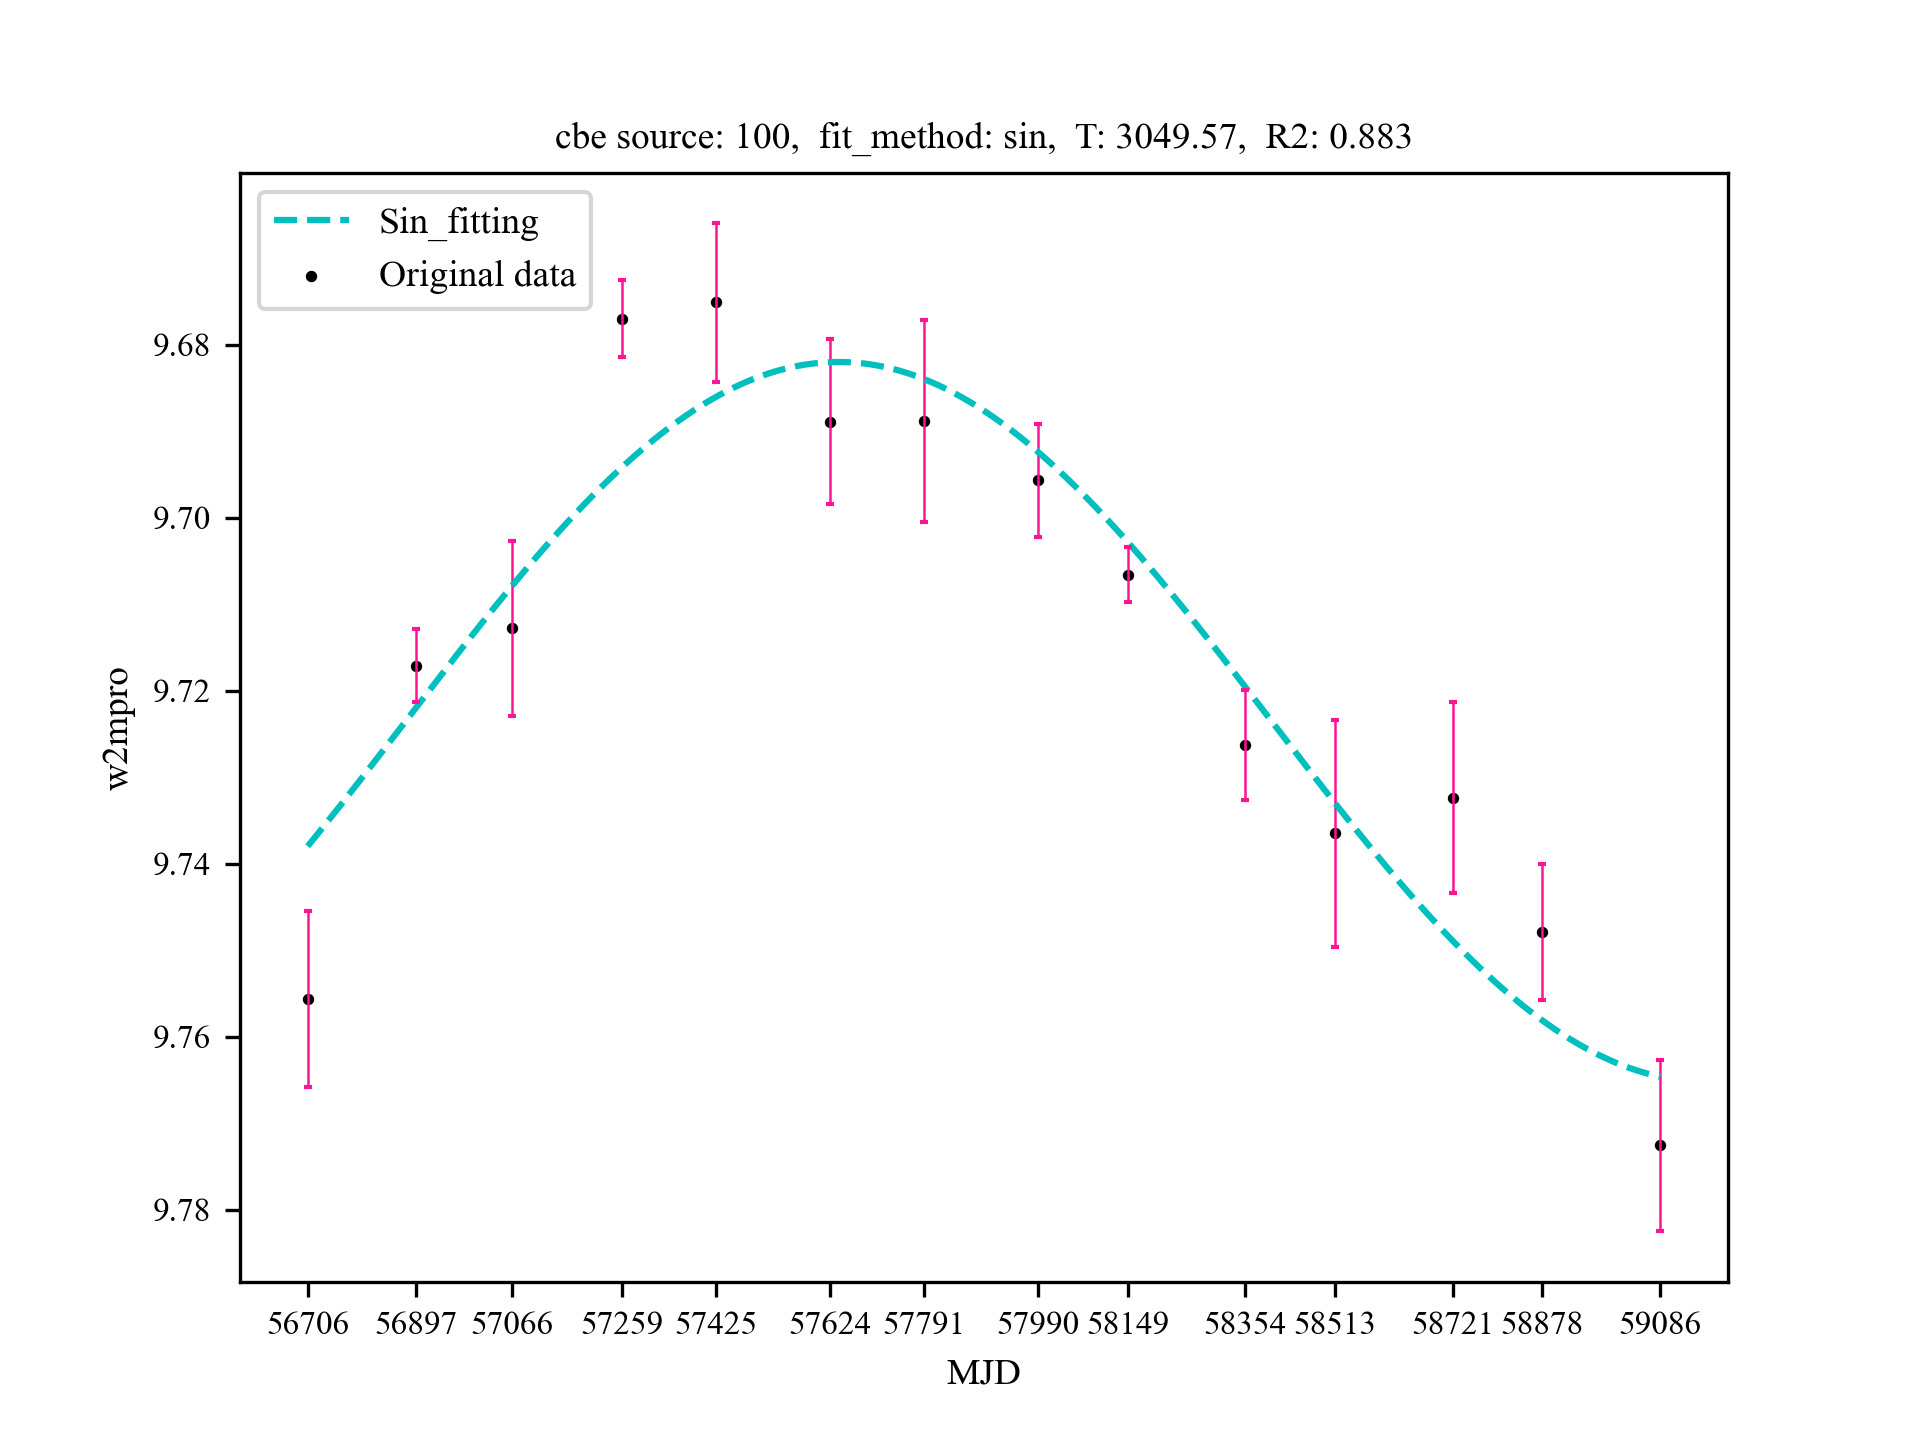 cbe source: 100, fit_method: sin, T: 3049.57, R2: 0.883
Sin_fitting
Original data
9.68
9.70
9.72
9.74
9.76
9.78
w2mpro
56706 56897 57066 57259 57425 57624 57791 57990 58149 58354 58513 58721 58878 59086
MJD